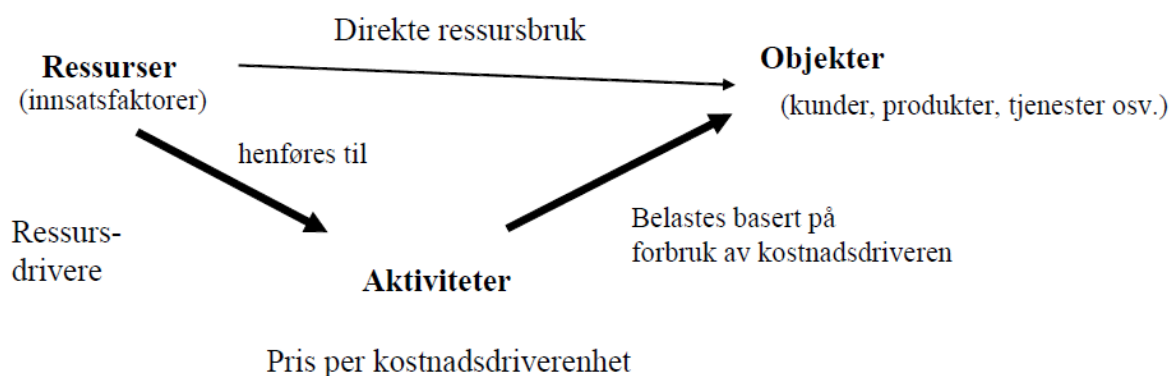 Direkte ressursbruk
Ressurser
(innsatsfaktorer)
Objekter
(kunder, produkter, tjenester osv.)
henføres til
Ressurs-
drivere
Belastes basert på
forbruk av kostnadsdriveren
Aktiviteter
Pris per kostnadsdriverenhet